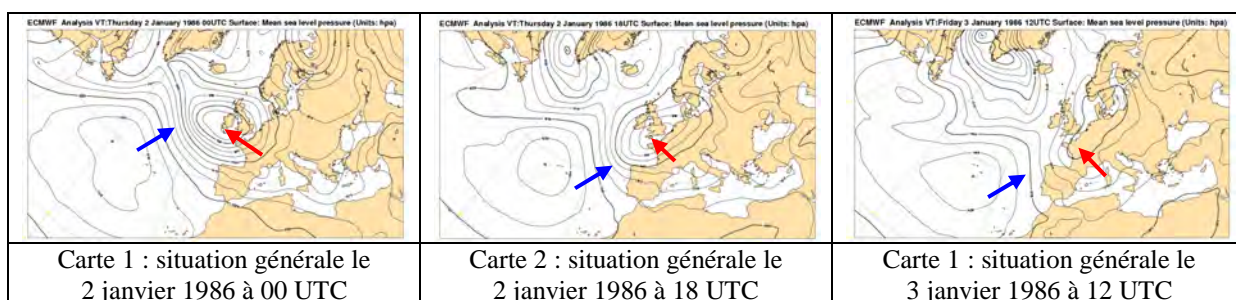 ECMWF Analysis VT:Thursday 2 January 1986 00UTC Surface: Mean sea level pressure (Units: hpa)
ECMWF Analysis VT:Thursday 2 January 1986 18UTC Surface: Mean sea level pressure (Units: hpa)
ECMWF Analysis VT:Friday 3 January 1986 12UTC Surface: Mean sea level pressure (Units: hpa)
Carte 1 : situation générale le
2 janvier 1986 à 00 UTC
Carte 2 : situation générale le
2 janvier 1986 à 18 UTC
Carte 1 : situation générale le
3 janvier 1986 à 12 UTC